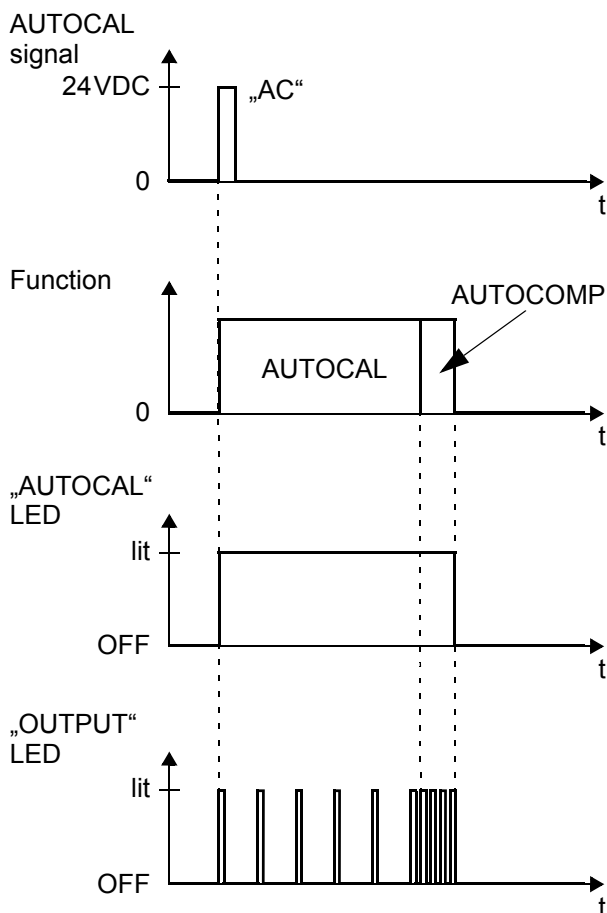 AUTOCAL
signal
24VDC
„AC“
0
t
Function
AUTOCOMP
AUTOCAL
0
t
„AUTOCAL“
LED
lit
OFF
t
„OUTPUT“
LED
lit
OFF
t